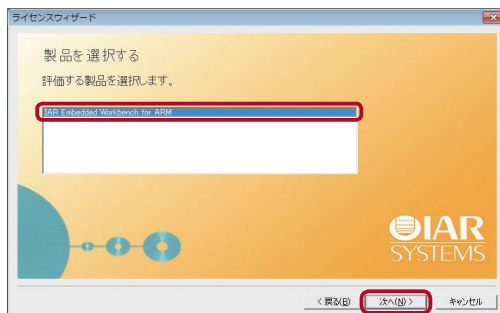 ライセンスウィザード
製品を選択する
評価する製品を選択します。
IAR Embedded Workbench for ARM
IAR
SYSTEMS
< 戻る(B)
次へ(N) >
キャンセル